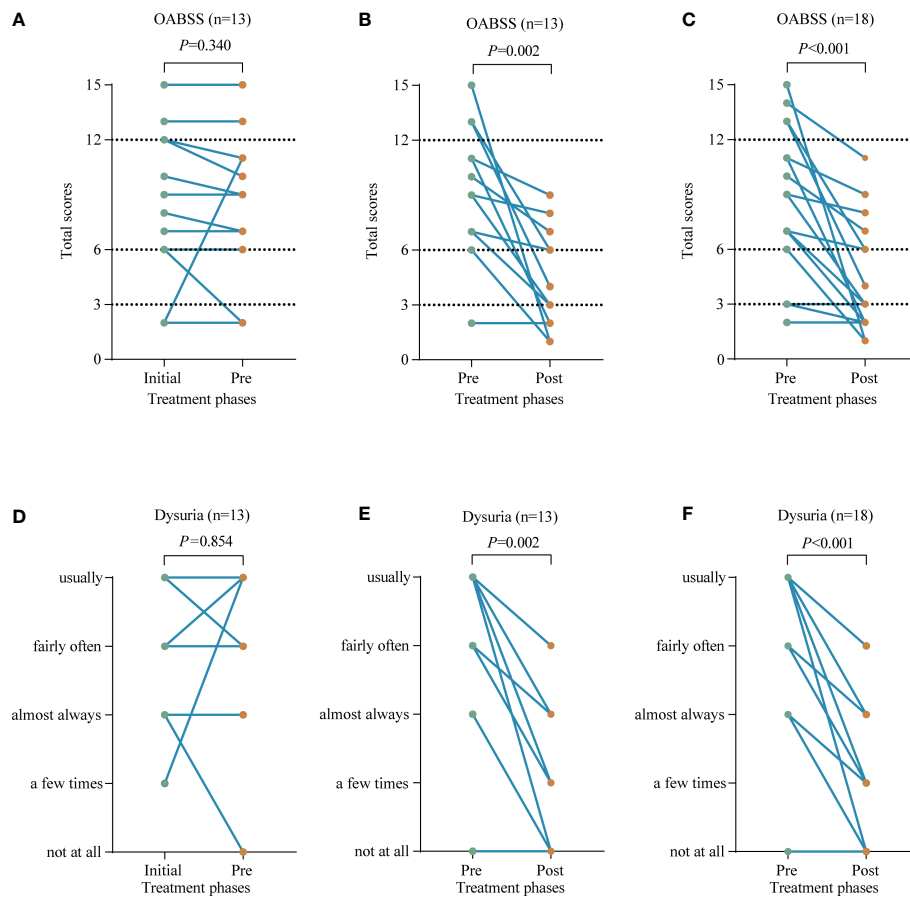 A
OABSS (n=13)
P=0.340
Total scores
15
12
6
3
0
Initial
Pre
Treatment phases
B
OABSS (n=13)
P=0.002
Total scores
15
12
6
3
0
Pre
Post
Treatment phases
C
OABSS (n=18)
P<0.001
Total scores
15
12
6
3
0
Pre
Post
Treatment phases
D
Dysuria (n=13)
P=0.854
usually
fairly often
almost always
a few times
not at all
Initial
Pre
Treatment phases
E
Dysuria (n=13)
P=0.002
usually
fairly often
almost always
a few times
not at all
Pre
Post
Treatment phases
F
Dysuria (n=18)
P<0.001
usually
fairly often
almost always
a few times
not at all
Pre
Post
Treatment phases